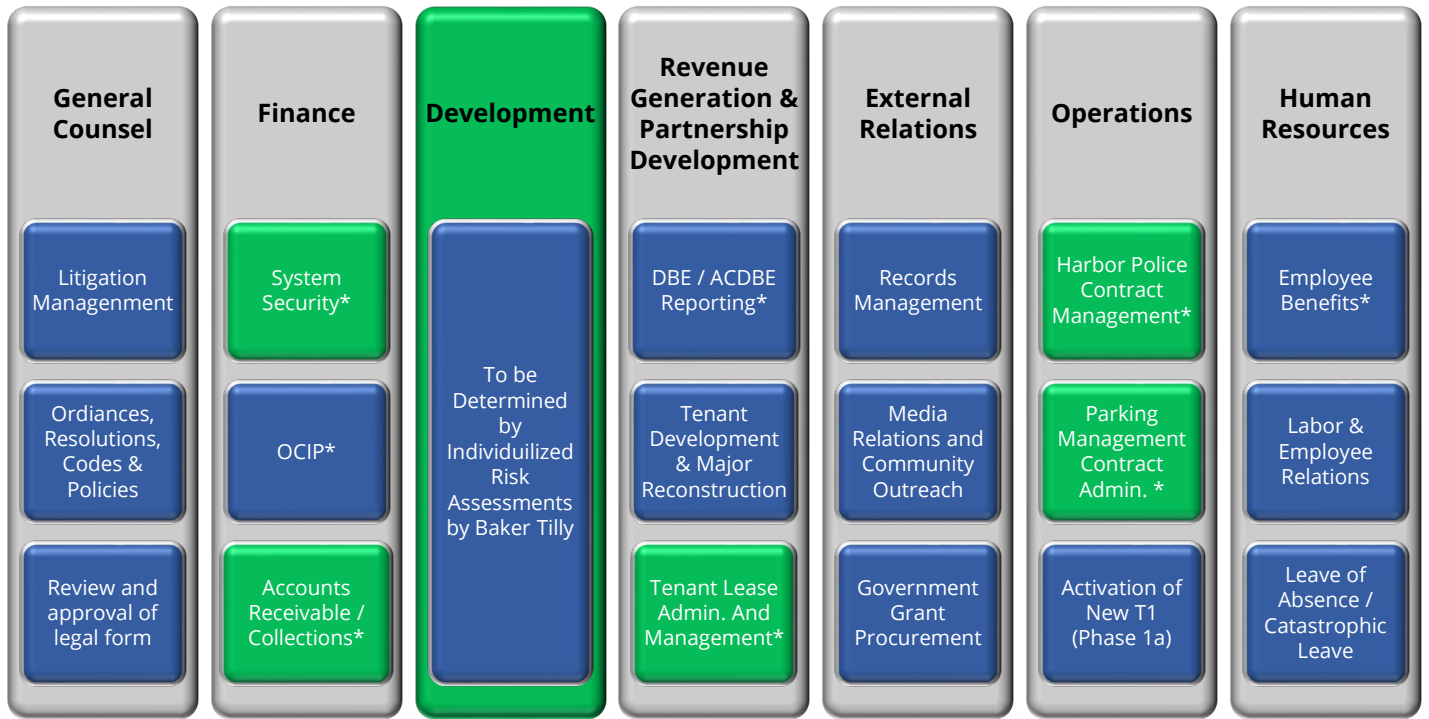 General
Counsel
Litigation
Managenment
Ordiances,
Resolutions,
Codes &
Policies
Review and
approval of
legal form
Finance
System
Security*
OCIP*
Accounts
Receivable /
Collections*
Development
To be
Determined
by
Individuilized
Risk
Assessments
by Baker Tilly
Revenue
Generation &
Partnership
Development
DBE / ACDBE
Reporting*
Tenant
Development
& Major
Reconstruction
Tenant Lease
Admin. And
Management*
External
Relations
Records
Management
Media
Relations and
Community
Outreach
Government
Grant
Procurement
Operations
Harbor Police
Contract
Management*
Parking
Management
Contract
Admin. *
Activation of
New T1
(Phase 1a)
Human
Resources
Employee
Benefits*
Labor &
Employee
Relations
Leave of
Absence /
Catastrophic
Leave